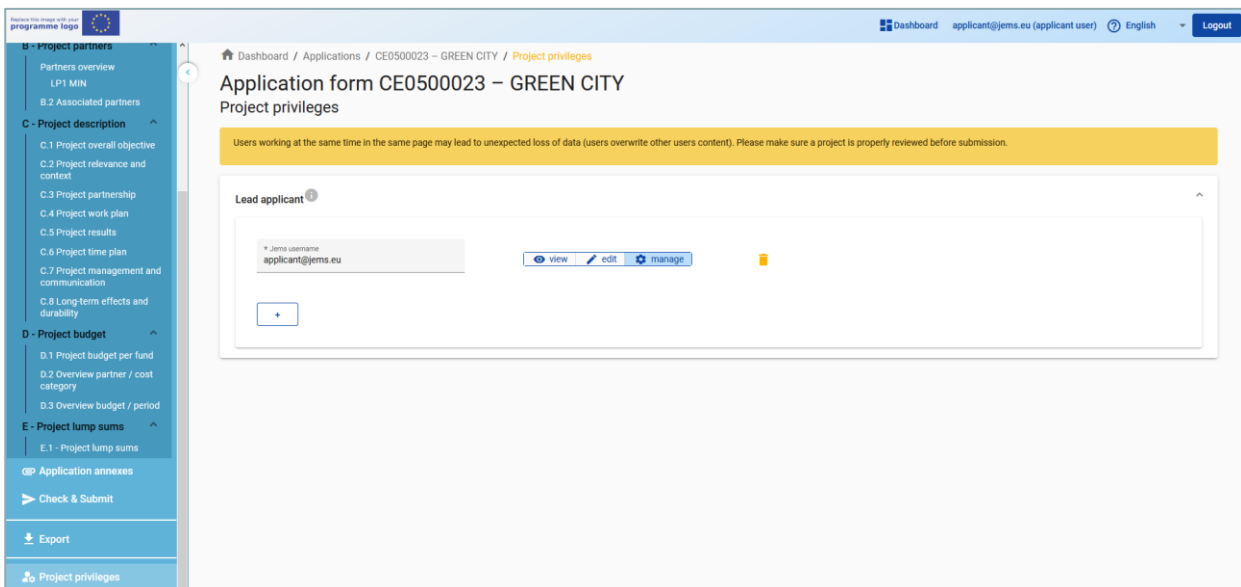 Replace this image with your
programme logo
Dashboard applicant@jems.eu (applicant user) ? English Logout
B - Project partners
Partners overview
LP1 MIN
B.2 Associated partners
C - Project description
C.1 Project overall objective
C.2 Project relevance and
context
C.3 Project partnership
C.4 Project work plan
C.5 Project results
C.6 Project time plan
C.7 Project management and
communication
C.8 Long-term effects and
durability
D - Project budget
D.1 Project budget per fund
D.2 Overview partner / cost
category
D.3 Overview budget / period
E - Project lump sums
E.1 - Project lump sums
Application annexes
Check & Submit
Export
Project privileges
Dashboard / Applications / CE0500023 – GREEN CITY / Project privileges
Application form CE0500023 – GREEN CITY
Project privileges
Users working at the same time in the same page may lead to unexpected loss of data (users overwrite other users content). Please make sure a project is properly reviewed before submission.
Lead applicant i
* Jems username
applicant@jems.eu
view edit manage
+